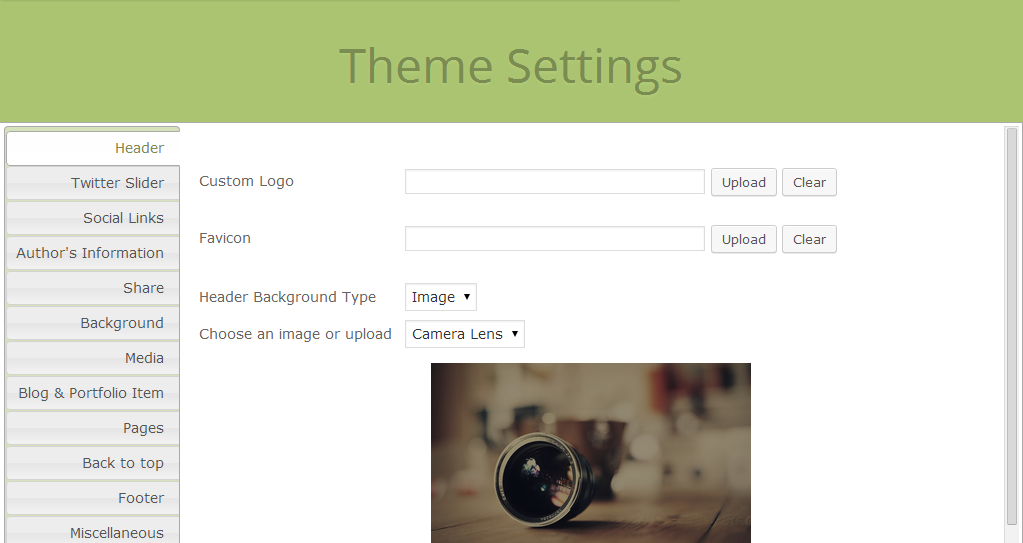 Theme Settings
Header
Twitter Slider
Social Links
Author's Information
Share
Background
Media
Blog & Portfolio Item
Pages
Back to top
Footer
Miscellaneous
Custom Logo Upload Clear
Favicon Upload Clear
Header Background Type Image
Choose an image or upload Camera Lens